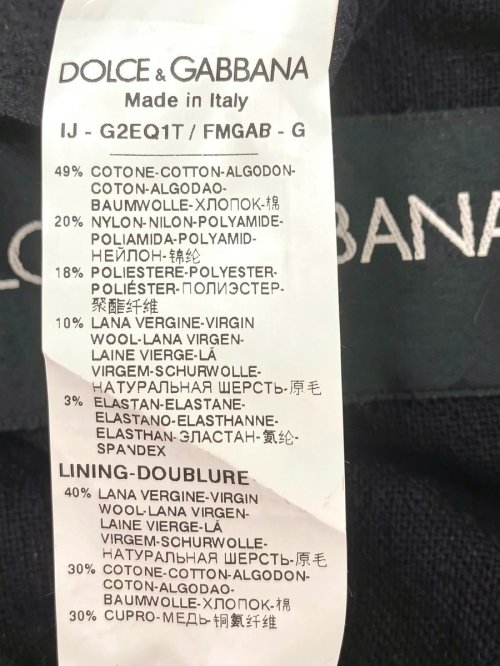 DOLCE & GABBANA
Made in Italy
IJ - G2EQ1T / FMGAB - G
49% COTONE-COTTON-ALGODON-
COTON-ALGODAO-
BAUMWOLLE-ХЛОПОК-棉
20% NYLON-NILON-POLYAMIDE-
POLIAMIDA-POLYAMID-
НЕЙЛОН-锦纶
18% POLIESTERE-POLYESTER-
POLIÉSTER-ПОЛИЭСТЕР-
聚酯纤维
10% LANA VERGINE-VIRGIN
WOOL-LANA VIRGEN-
LAINE VIERGE-LÃ
VIRGEM-SCHURWOLLE-
НАТУРАЛЬНАЯ ШЕРСТЬ-原毛
3% ELASTAN-ELASTANE-
ELASTANO-ELASTHANNE-
ELASTHAN-ЭЛАСТАН-氨纶-
SPANDEX
LINING-DOUBLURE
40% LANA VERGINE-VIRGIN
WOOL-LANA VIRGEN-
LAINE VIERGE-LÃ
VIRGEM-SCHURWOLLE-
НАТУРАЛЬНАЯ ШЕРСТЬ-原毛
30% COTONE-COTTON-ALGODON-
COTON-ALGODAO-
BAUMWOLLE-ХЛОПОК-棉
30% CUPRO-МЕДЬ-铜氨纤维